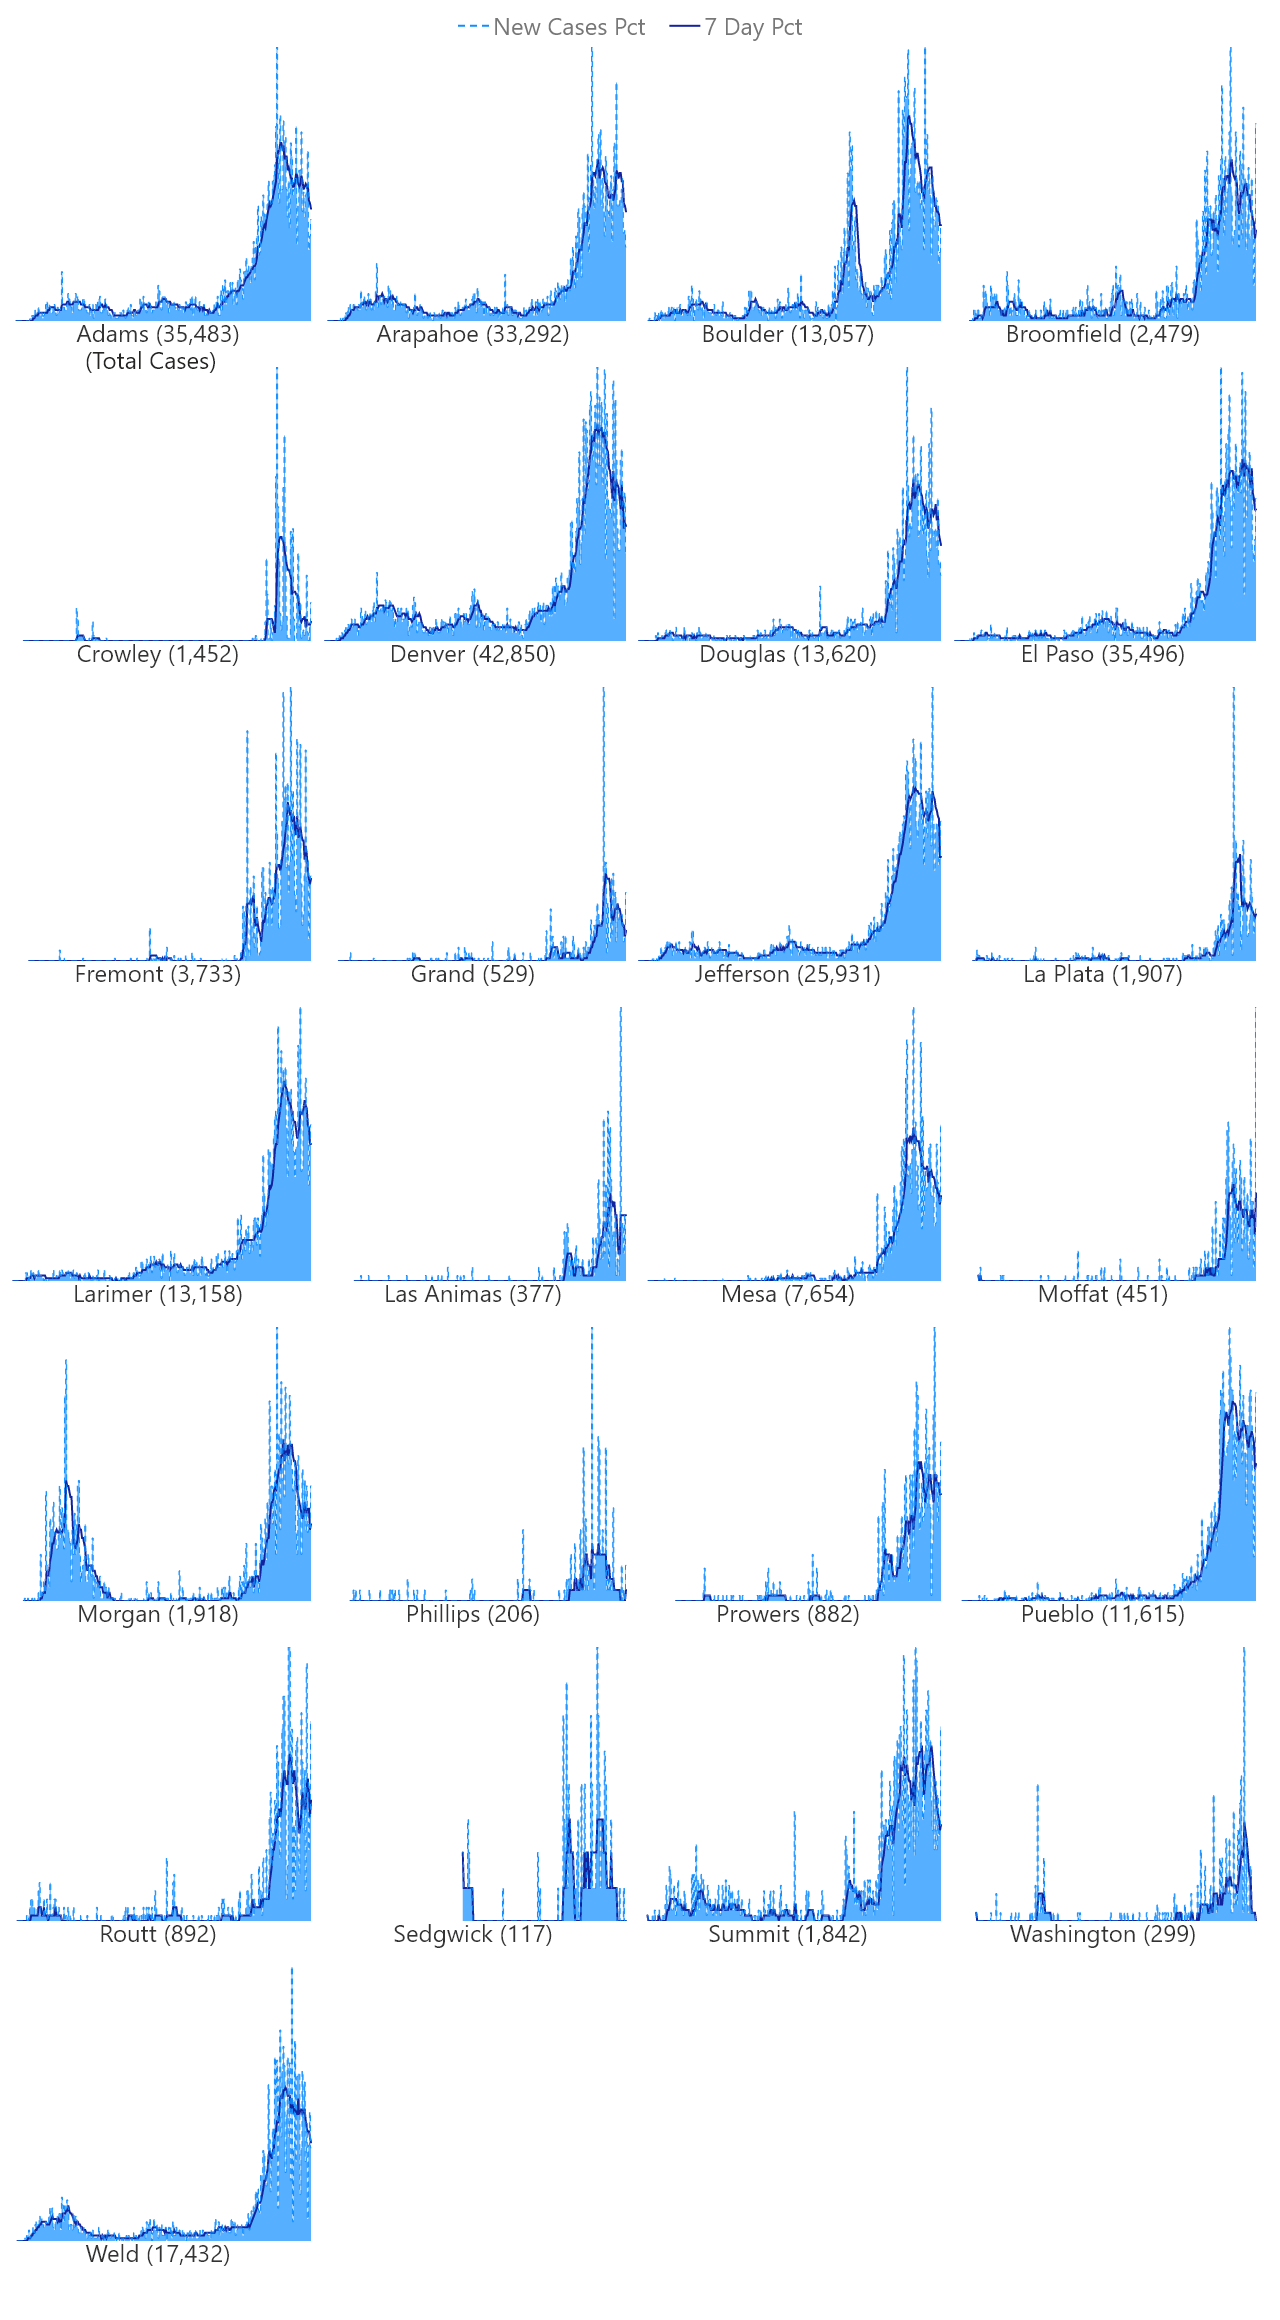 New Cases Pct 7 Day Pct
Adams (35,483) Arapahoe (33,292) Boulder (13,057) Broomfield (2,479)
(Total Cases)
Crowley (1,452) Denver (42,850) Douglas (13,620) El Paso (35,496)
Fremont (3,733) Grand (529) Jefferson (25,931) La Plata (1,907)
Larimer (13,158) Las Animas (377) Mesa (7,654) Moffat (451)
Morgan (1,918) Phillips (206) Prowers (882) Pueblo (11,615)
Routt (892) Sedgwick (117) Summit (1,842) Washington (299)
Weld (17,432)